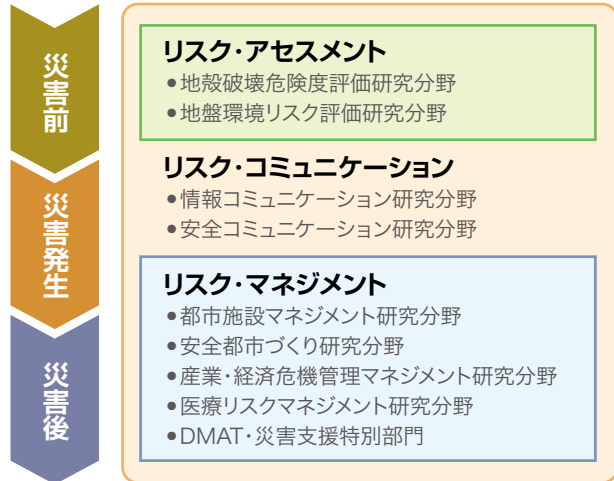 災害前
リスク・アセスメント
●地殻破壊危険度評価研究分野
●地盤環境リスク評価研究分野
災害発生
リスク・コミュニケーション
●情報コミュニケーション研究分野
●安全コミュニケーション研究分野
災害後
リスク・マネジメント
●都市施設マネジメント研究分野
●安全都市づくり研究分野
●産業・経済危機管理マネジメント研究分野
●医療リスクマネジメント研究分野
●DMAT・災害支援特別部門